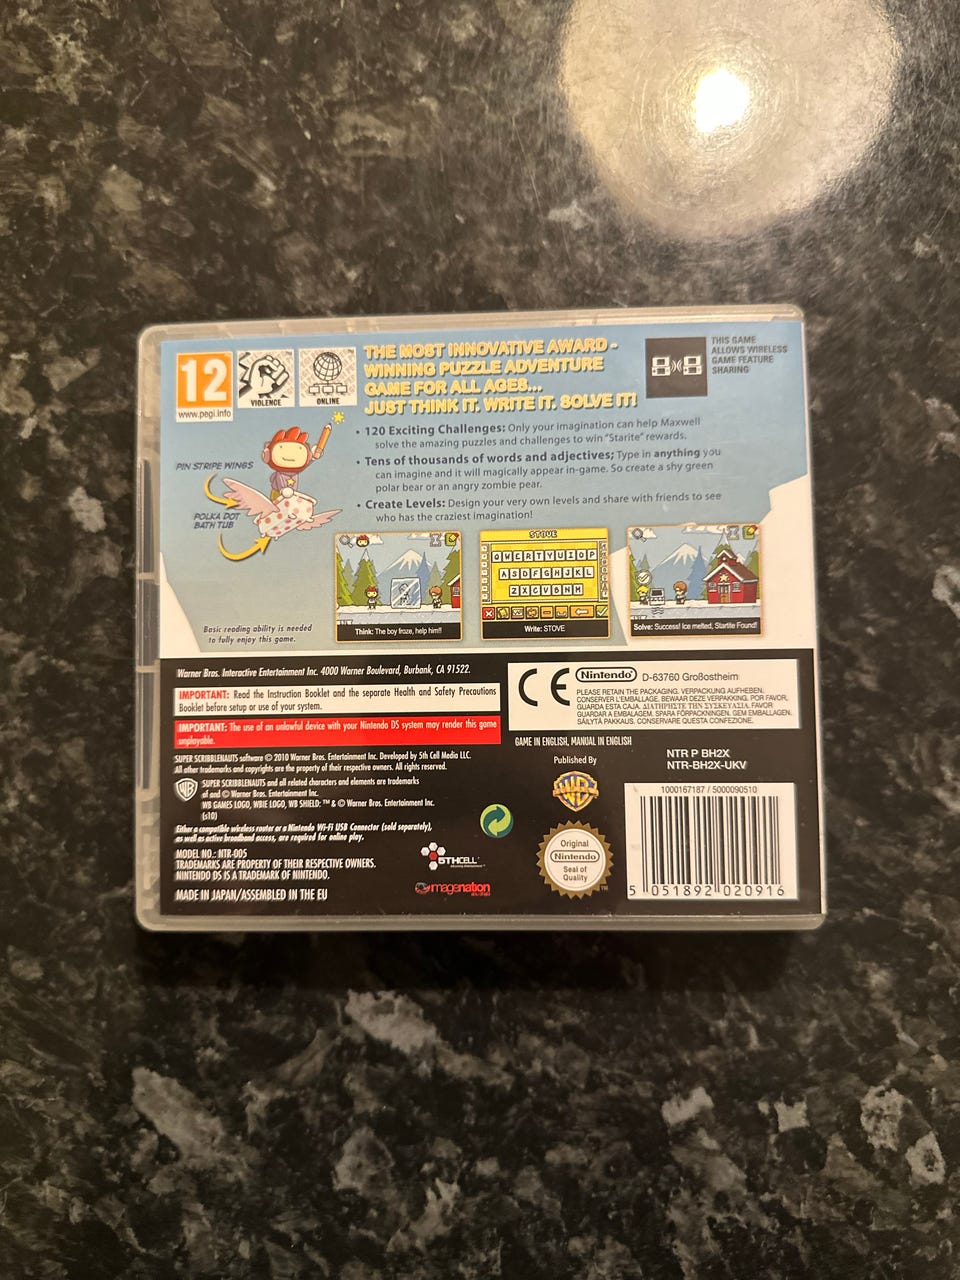 12
www.pegi.info
VIOLENCE
ONLINE
THE MOST INNOVATIVE AWARD -
WINNING PUZZLE ADVENTURE
GAME FOR ALL AGES...
JUST THINK IT. WRITE IT. SOLVE IT!
THIS GAME
ALLOWS WIRELESS
GAME FEATURE
SHARING
• 120 Exciting Challenges: Only your imagination can help Maxwell
solve the amazing puzzles and challenges to win "Starite" rewards.
• Tens of thousands of words and adjectives; Type in anything you
can imagine and it will magically appear in-game. So create a shy green
polar bear or an angry zombie pear.
• Create Levels: Design your very own levels and share with friends to see
who has the craziest imagination!
PIN STRIPE WINGS
POLKA DOT
BATH TUB
Basic reading ability is needed
to fully enjoy this game.
Think: The boy froze, help him!!
STOVE
QWERTYUIOP
ASDFGHJKL
ZXCVBNM
Write: STOVE
Solve: Success! Ice melted, Starite Found!
Warner Bros. Interactive Entertainment Inc. 4000 Warner Boulevard, Burbank, CA 91522.
IMPORTANT: Read the Instruction Booklet and the separate Health and Safety Precautions
Booklet before setup or use of your system.
IMPORTANT: The use of an unlawful device with your Nintendo DS system may render this game
unplayable.
SUPER SCRIBBLENAUTS software © 2010 Warner Bros. Entertainment Inc. Developed by 5th Cell Media LLC.
All other trademarks and copyrights are the property of their respective owners. All rights reserved.
WB
SUPER SCRIBBLENAUTS and all related characters and elements are trademarks
of and © Warner Bros. Entertainment Inc.
WB GAMES LOGO, WBIE LOGO, WB SHIELD: ™ & © Warner Bros. Entertainment Inc.
(s10)
Either a compatible wireless router or a Nintendo Wi-Fi USB Connector (sold separately),
as well as active broadband access, are required for online play.
MODEL NO.: NTR-005
TRADEMARKS ARE PROPERTY OF THEIR RESPECTIVE OWNERS.
NINTENDO DS IS A TRADEMARK OF NINTENDO.
MADE IN JAPAN/ASSEMBLED IN THE EU
CE
Nintendo
D-63760 Großostheim
PLEASE RETAIN THE PACKAGING. VERPACKUNG AUFHEBEN.
CONSERVER L'EMBALLAGE. BEWAAR DEZE VERPAKKING. POR FAVOR,
GUARDA ESTA CAJA. ΔΙΑΤΗΡΗΣΤΕ ΤΗΝ ΣΥΣΚΕΥΑΣΙΑ. FAVOR
GUARDAR A EMBALAGEM. SPARA FÖRPACKNINGEN. GEM EMBALLAGEN.
SÄILYTÄ PAKKAUS. CONSERVARE QUESTA CONFEZIONE.
GAME IN ENGLISH, MANUAL IN ENGLISH
Published By
WB GAMES
5TH CELL
imagenation
Original
Nintendo
Seal of
Quality
TM
NTR P BH2X
NTR-BH2X-UKV
1000167187 / 5000090510
5 051892 020916